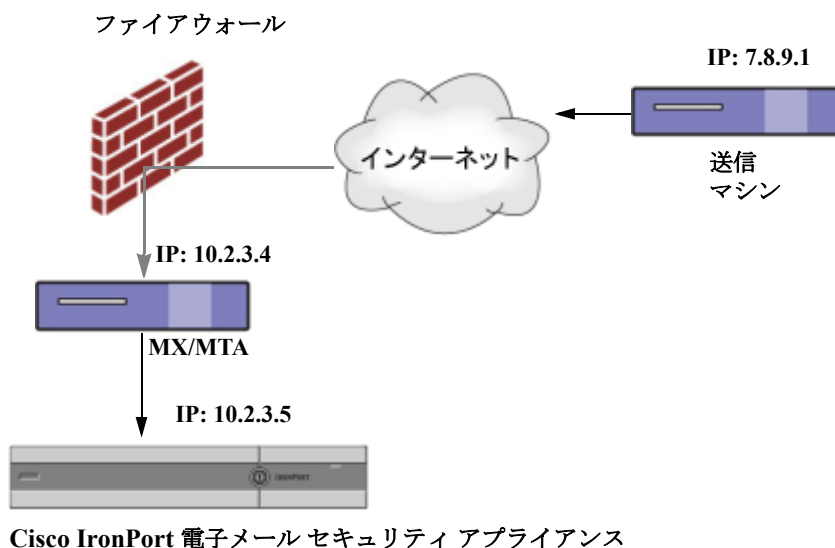 ファイアウォール
IP: 7.8.9.1
インターネット
送信
マシン
IP: 10.2.3.4
MX/MTA
IP: 10.2.3.5
IRONPORT
Cisco IronPort 電子メール セキュリティ アプライアンス